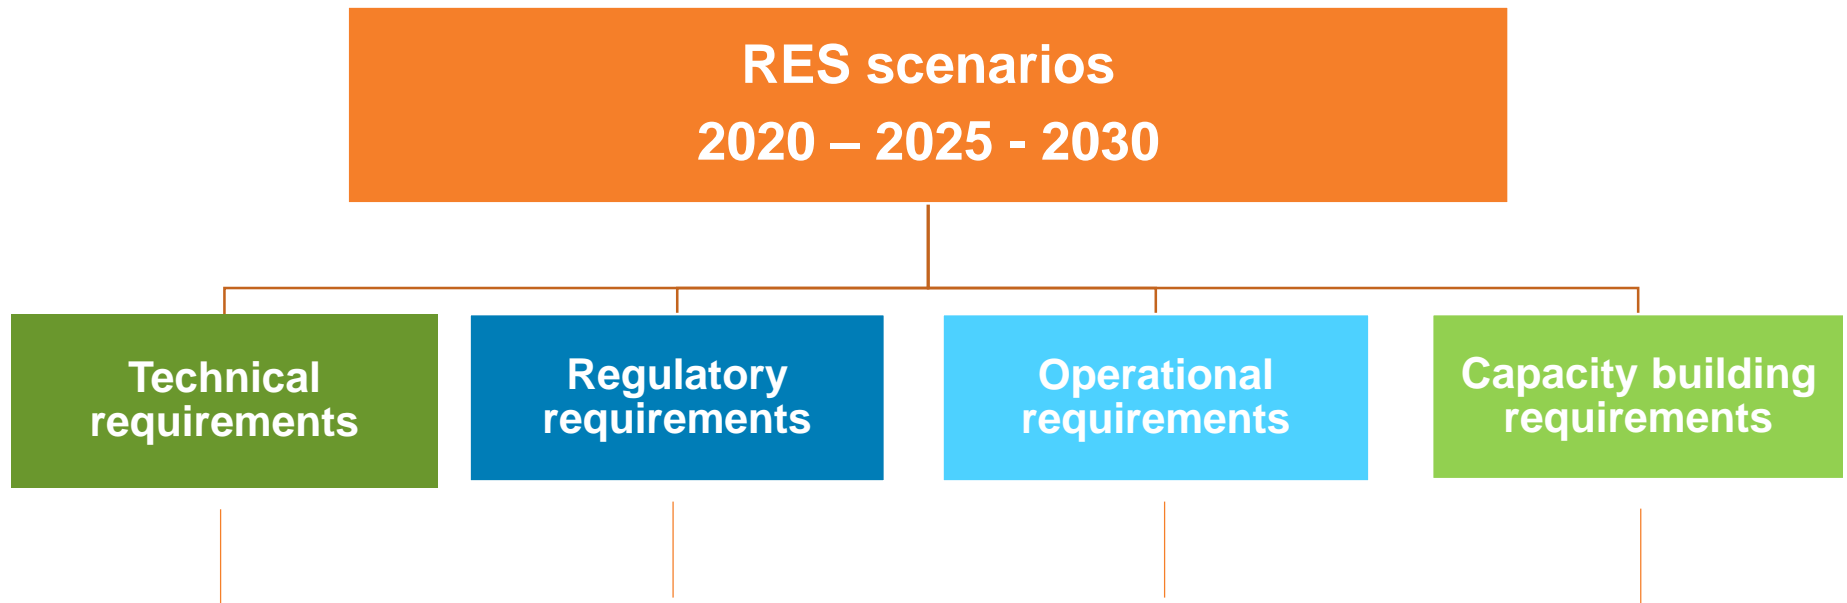 RES scenarios
2020 – 2025 - 2030
Technical
requirements
Regulatory
requirements
Operational
requirements
Capacity building
requirements